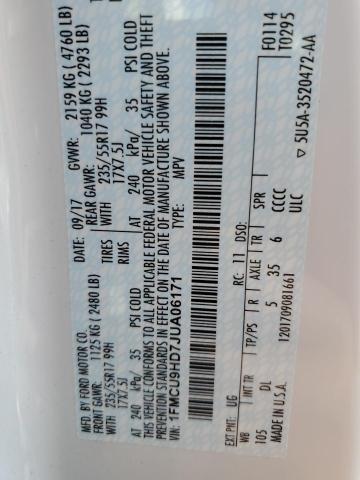 MFD BY FORD MOTOR CO.
DATE: 09/17 GVWR: 2159 KG ( 4760 LB)
FRONT GAWR: 1125 KG ( 2480 LB) REAR GAWR: 1040 KG ( 2293 LB)
WITH 235/55R17 99H TIRES WITH 235/55R17 99H
17X7.5J RIMS 17X7.5J
AT 240 kPa/ 35 PSI COLD AT 240 kPa/ 35 PSI COLD
THIS VEHICLE CONFORMS TO ALL APPLICABLE FEDERAL MOTOR VEHICLE SAFETY AND THEFT
PREVENTION STANDARDS IN EFFECT ON THE DATE OF MANUFACTURE SHOWN ABOVE.
VIN: 1FMCU9HD7JUA06171
TYPE: MPV
F0114
T0295
EXT PNT: UG RC: 11 DSO:
WB INT TR TP/PS R AXLE TR SPR
105 DL 5 35 6 CCCC
MADE IN U.S.A. ULC
1201709081661
▽ 5U5A-3520472-AA